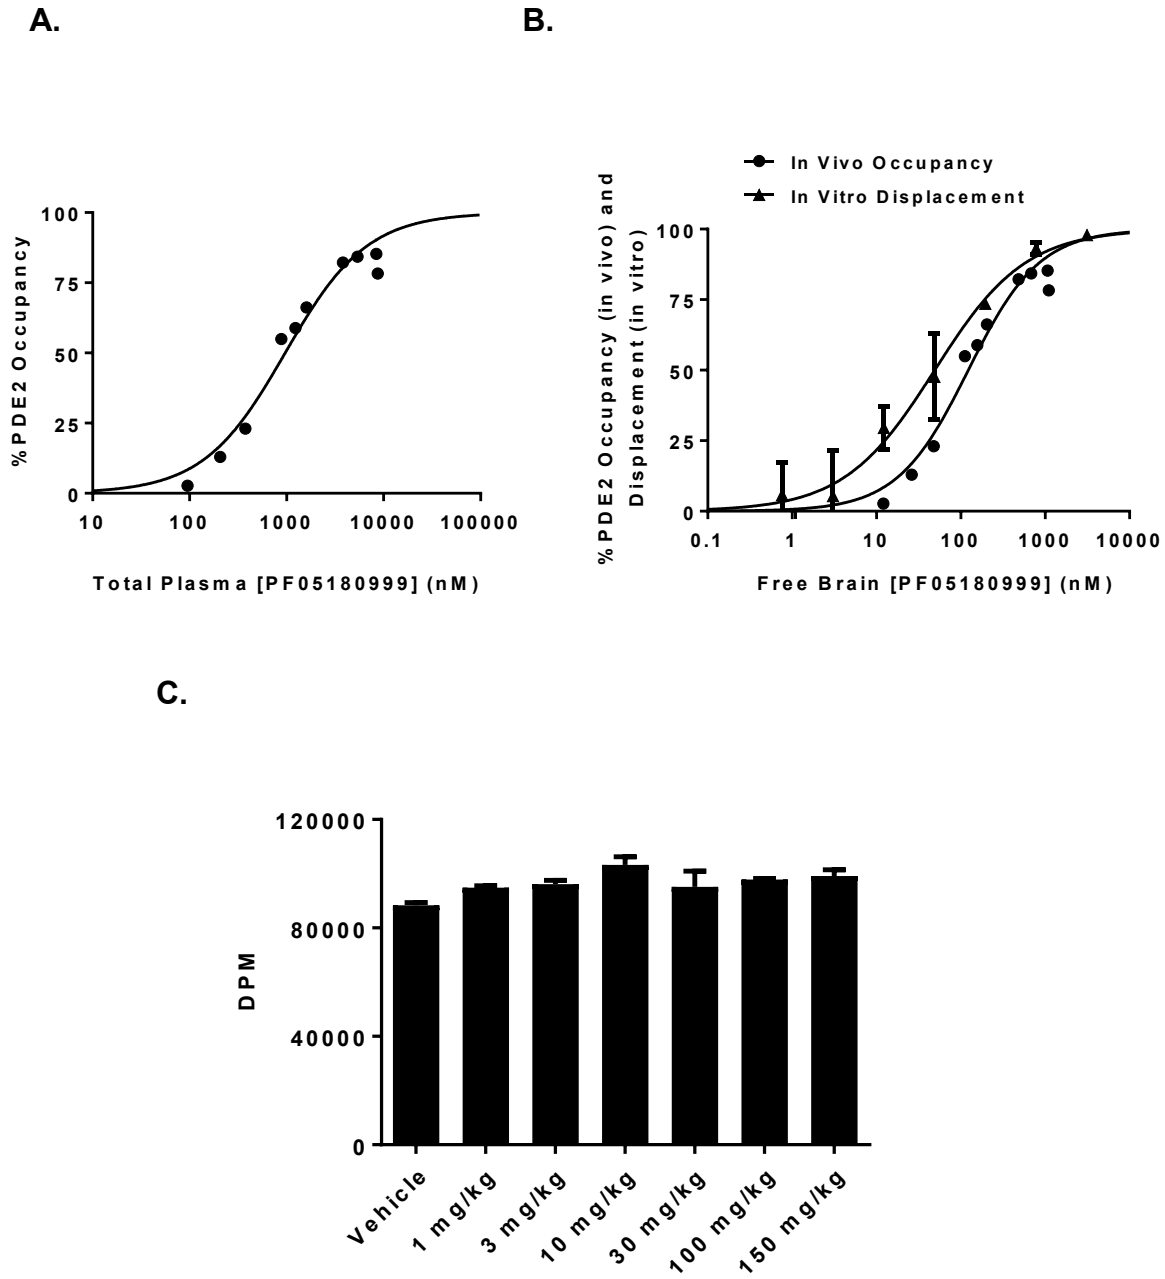 A.
B.
%PDE2 Occupancy
100
75
50
25
0
10 100 1000 10000 100000
Total Plasma [PF05180999] (nM)
In Vivo Occupancy
In Vitro Displacement
%PDE2 Occupancy (in vivo) and
Displacement (in vitro)
100
75
50
25
0
0.1 1 10 100 1000 10000
Free Brain [PF05180999] (nM)
C.
DPM
120000
80000
40000
0
Vehicle
1 mg/kg
3 mg/kg
10 mg/kg
30 mg/kg
100 mg/kg
150 mg/kg